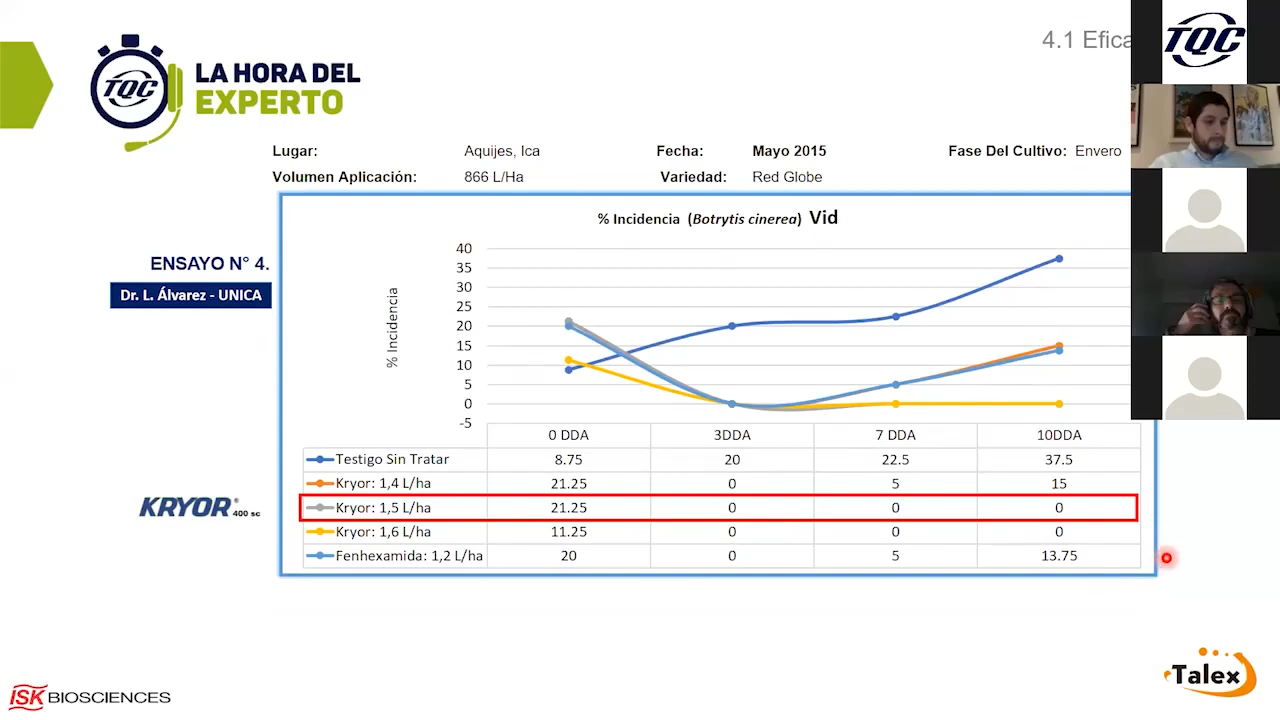 4.1 Efica
TQC
TQC
LA HORA DEL
EXPERTO
Lugar: Aquijes, Ica Fecha: Mayo 2015 Fase Del Cultivo: Envero
Volumen Aplicación: 866 L/Ha Variedad: Red Globe
% Incidencia (Botrytis cinerea) Vid
ENSAYO N° 4.
Dr. L. Álvarez - UNICA
% Incidencia
40
35
30
25
20
15
10
5
0
-5
0 DDA 3DDA 7 DDA 10DDA
Testigo Sin Tratar 8.75 20 22.5 37.5
Kryor: 1,4 L/ha 21.25 0 5 15
Kryor: 1,5 L/ha 21.25 0 0 0
Kryor: 1,6 L/ha 11.25 0 0 0
Fenhexamida: 1,2 L/ha 20 0 5 13.75
KRYOR® 400 sc
ISK BIOSCIENCES
Talex